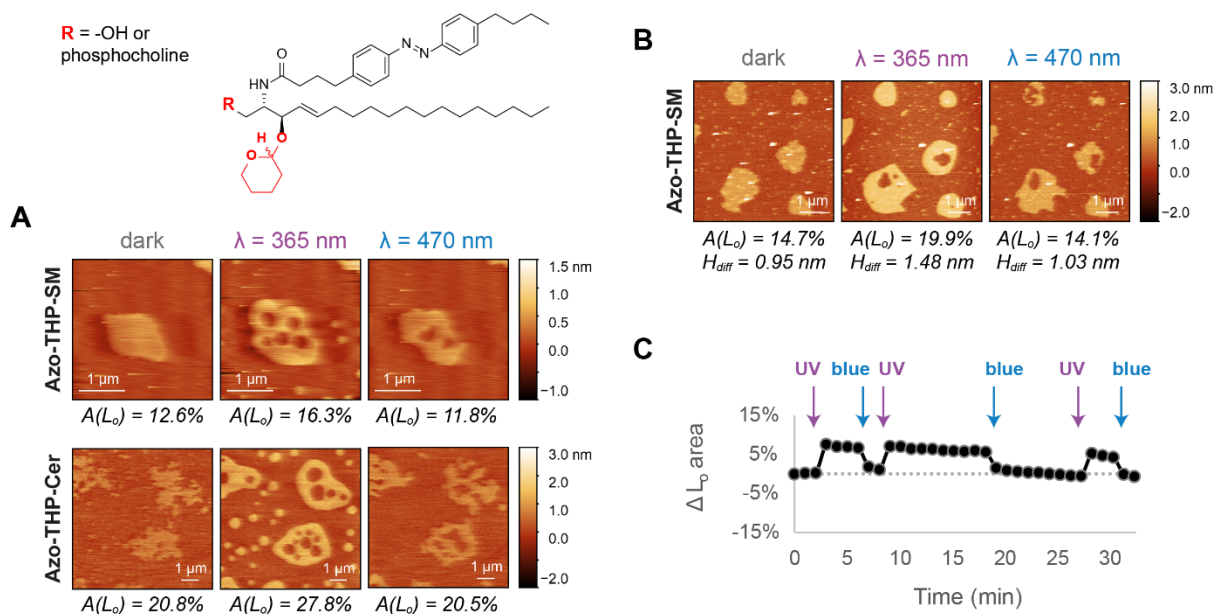 R = -OH or
phosphocholine
O
N
N
HN
R
H
O
O
A
dark
λ = 365 nm
λ = 470 nm
Azo-THP-SM
1 µm
1 µm
1 µm
1.5 nm
1.0
0.0
−1.0
A(Lo) = 12.6%
A(Lo) = 16.3%
A(Lo) = 11.8%
Azo-THP-Cer
1 µm
1 µm
1 µm
3.0 nm
2.0
1.0
0.0
−2.0
A(Lo) = 20.8%
A(Lo) = 27.8%
A(Lo) = 20.5%
B
dark
λ = 365 nm
λ = 470 nm
Azo-THP-SM
1 µm
1 µm
1 µm
3.0 nm
2.0
1.0
0.0
−2.0
A(Lo) = 14.7%
A(Lo) = 19.9%
A(Lo) = 14.1%
Hdiff = 0.95 nm
Hdiff = 1.48 nm
Hdiff = 1.03 nm
C
UV
blue
UV
blue
UV
blue
Δ Lo area
15%
5%
-5%
-15%
0
5
10
15
20
25
30
Time (min)